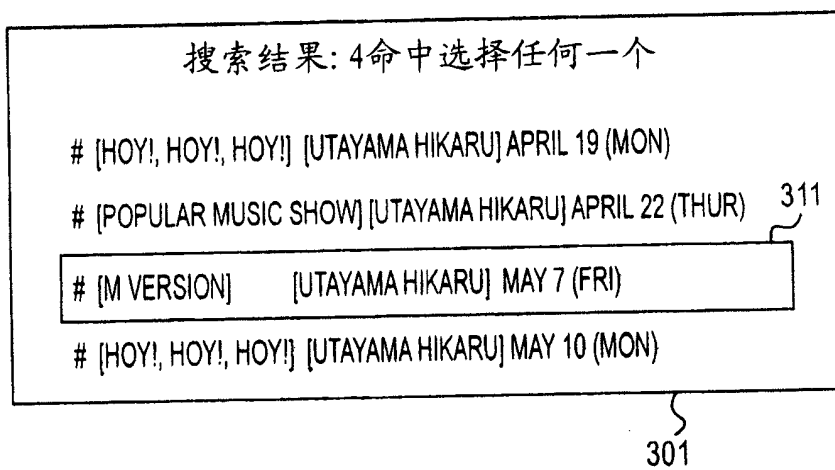 搜索结果: 4命中选择任何一个
# [HOY!, HOY!, HOY!] [UTAYAMA HIKARU] APRIL 19 (MON)
# [POPULAR MUSIC SHOW] [UTAYAMA HIKARU] APRIL 22 (THUR)
311
# [M VERSION] [UTAYAMA HIKARU] MAY 7 (FRI)
# [HOY!, HOY!, HOY!] [UTAYAMA HIKARU] MAY 10 (MON)
301